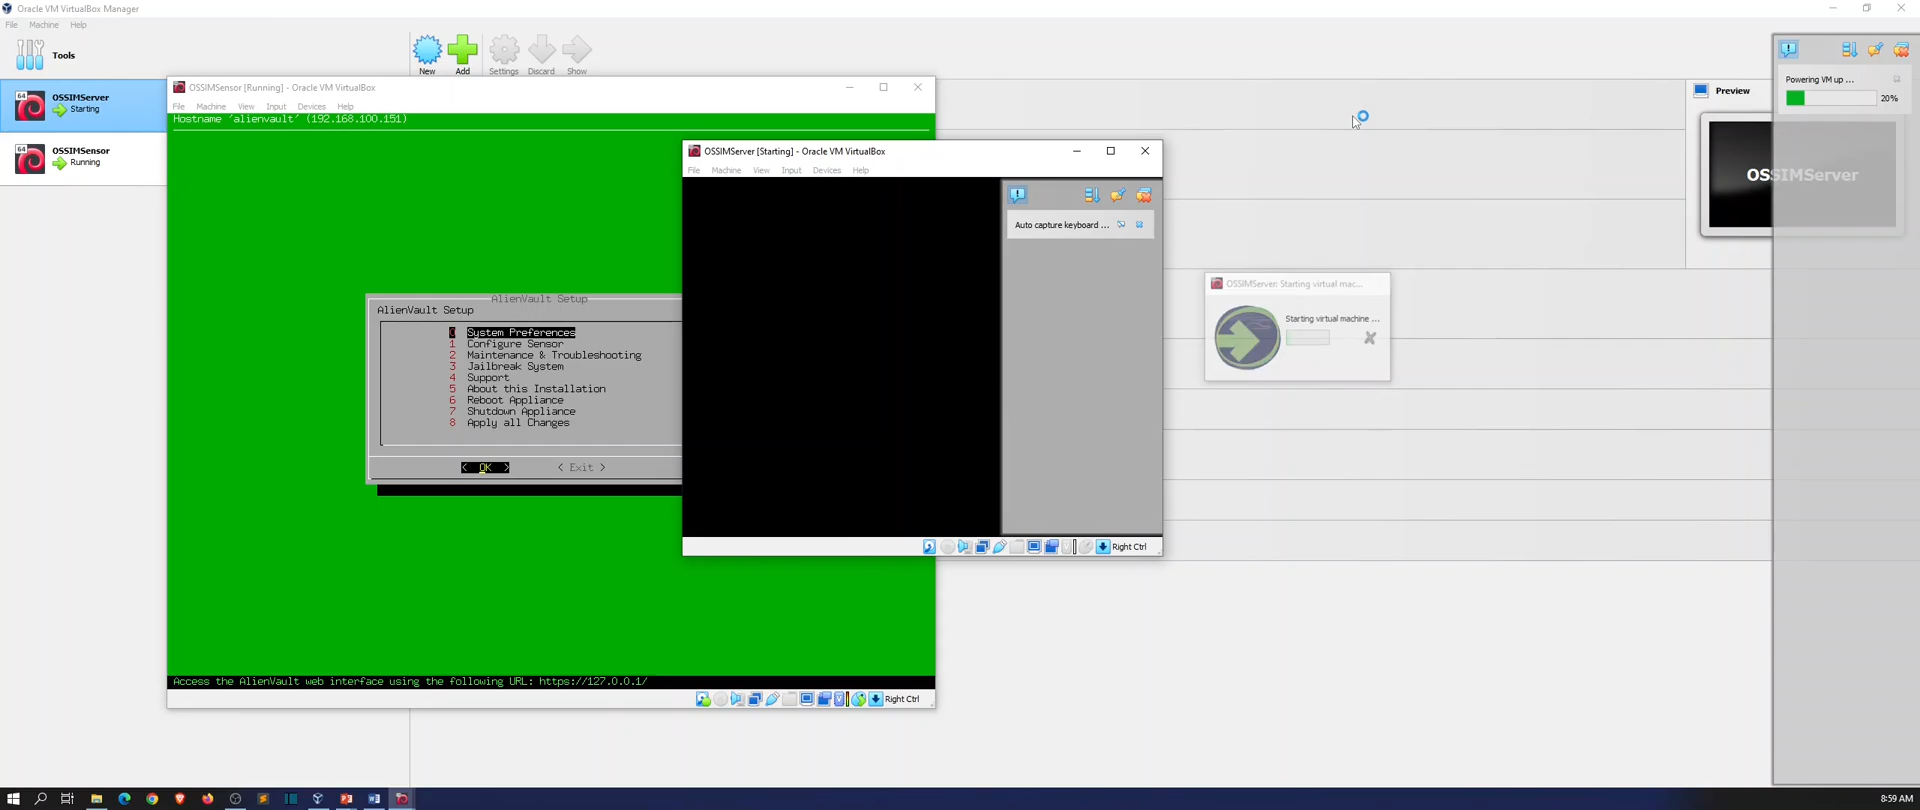 Oracle VM VirtualBox Manager
File Machine Help
Tools
New Add Settings Discard Show
64 OSSIMServer
Starting
64 OSSIMSensor
Running
OSSIMSensor [Running] - Oracle VM VirtualBox
File Machine View Input Devices Help
Hostname 'alienvault' (192.168.100.151)
AlienVault Setup
AlienVault Setup
0 System Preferences
1 Configure Sensor
2 Maintenance & Troubleshooting
3 Jailbreak System
4 Support
5 About this Installation
6 Reboot Appliance
7 Shutdown Appliance
8 Apply all Changes
< OK > < Exit >
Access the AlienVault web interface using the following URL: https://127.0.0.1/
Right Ctrl
OSSIMServer [Starting] - Oracle VM VirtualBox
File Machine View Input Devices Help
Auto capture keyboard ...
Right Ctrl
OSSIMServer: Starting virtual mac...
Starting virtual machine ...
Preview
OSSIMServer
Powering VM up ...
20%
8:59 AM